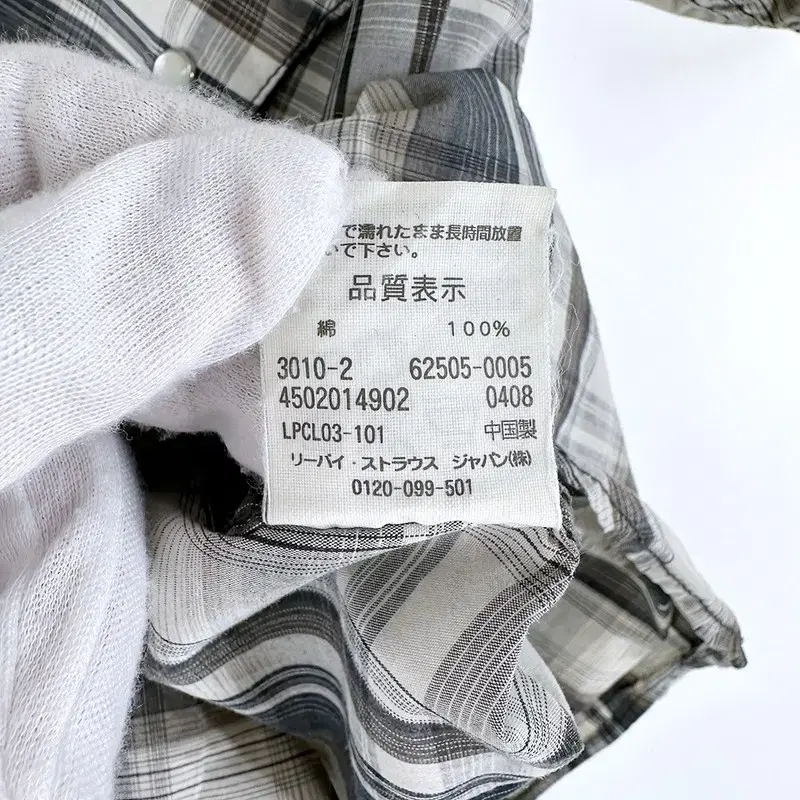 で濡れたまま長時間放置
いで下さい。
品質表示
綿 100%
3010-2 62505-0005
4502014902 0408
LPCL03-101 中国製
リーバイ・ストラウス ジャパン(株)
0120-099-501